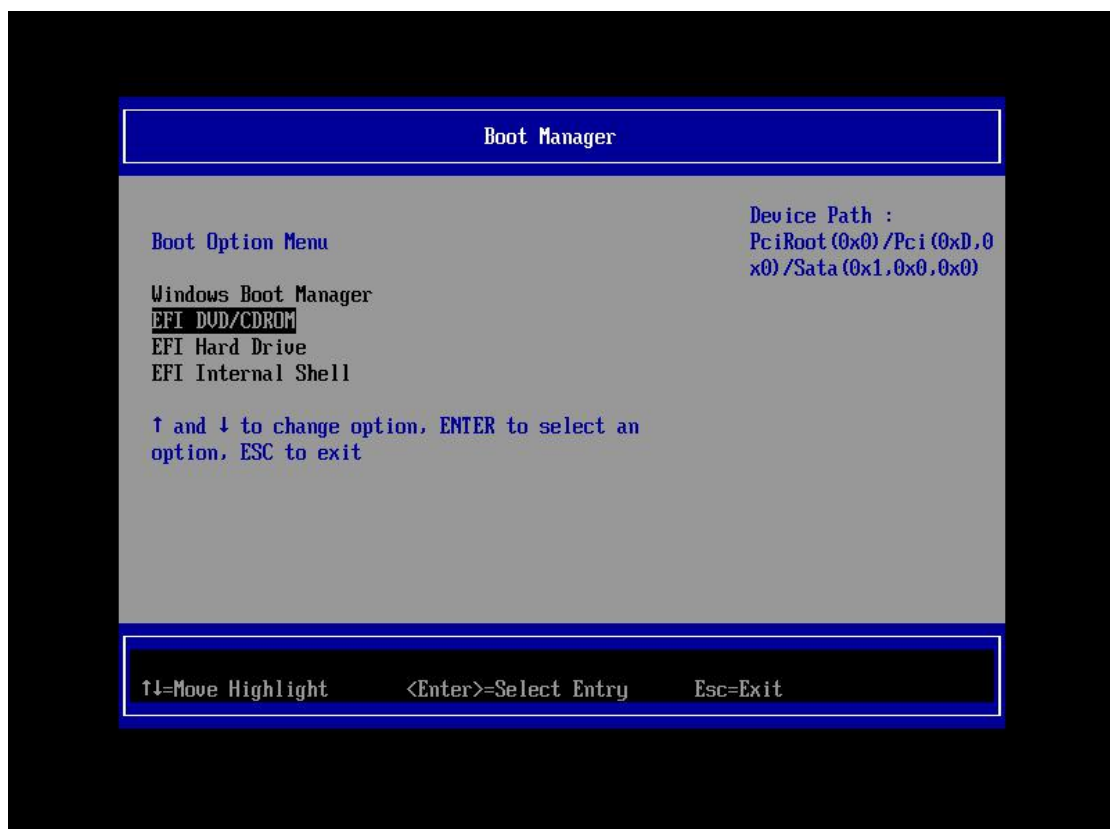 Boot Manager
Boot Option Menu
Windows Boot Manager
EFI DVD/CDROM
EFI Hard Drive
EFI Internal Shell
↑ and ↓ to change option, ENTER to select an
option, ESC to exit
Device Path :
PciRoot(0x0)/Pci(0xD,0
x0)/Sata(0x1,0x0,0x0)
↑↓=Move Highlight <Enter>=Select Entry Esc=Exit